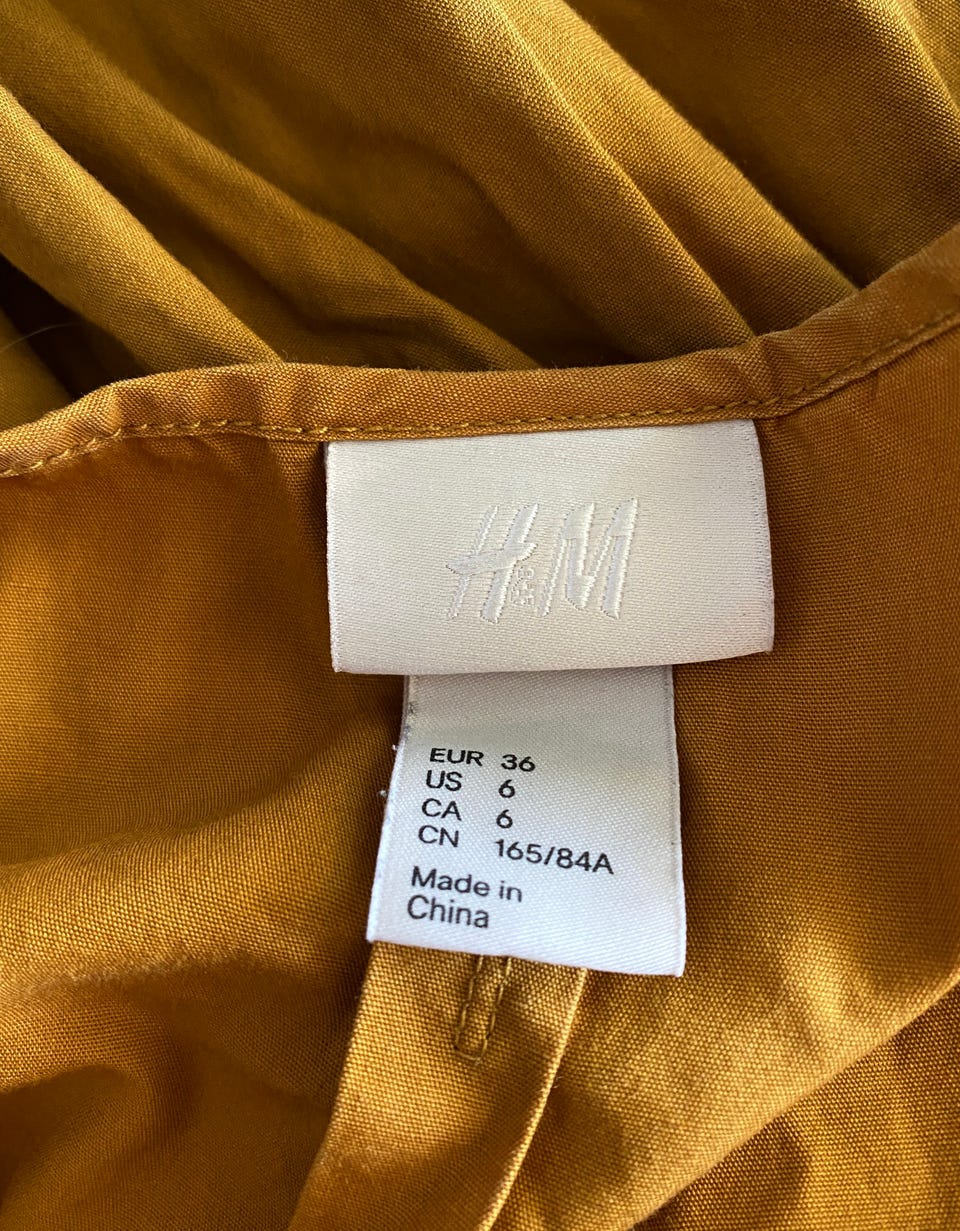 H&M
EUR 36
US 6
CA 6
CN 165/84A
Made in
China